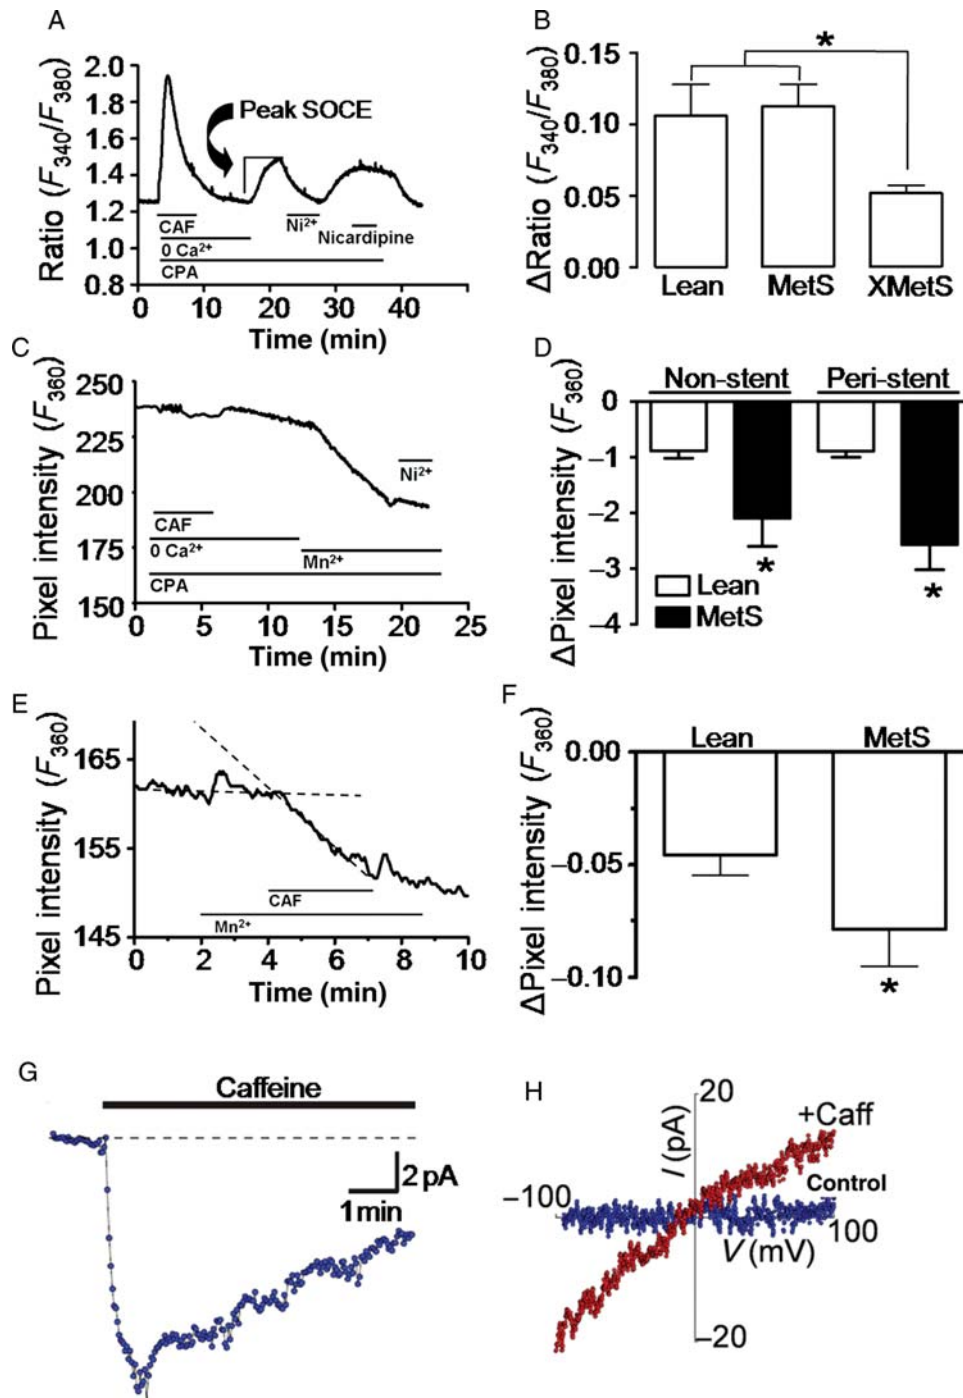 A
Ratio (F340/F380)
2.0
1.8
1.6
1.4
1.2
1.0
0.8
Peak SOCE
CAF
0 Ca2+
CPA
Ni2+
Nicardipine
0 10 20 30 40
Time (min)
B
ΔRatio (F340/F380)
0.15
0.10
0.05
0.00
*
Lean MetS XMetS
C
Pixel intensity (F360)
250
225
200
175
150
Ni2+
CAF
0 Ca2+
Mn2+
CPA
0 5 10 15 20 25
Time (min)
D
ΔPixel intensity (F360)
Non-stent Peri-stent
0
−1
−2
−3
−4
* *
Lean
MetS
E
Pixel intensity (F360)
165
155
145
CAF
Mn2+
0 2 4 6 8 10
Time (min)
F
ΔPixel intensity (F360)
0.00
−0.05
−0.10
Lean MetS
*
G
Caffeine
2 pA
1 min
H
20
I (pA)
+Caff
Control
−100
100
V (mV)
−20